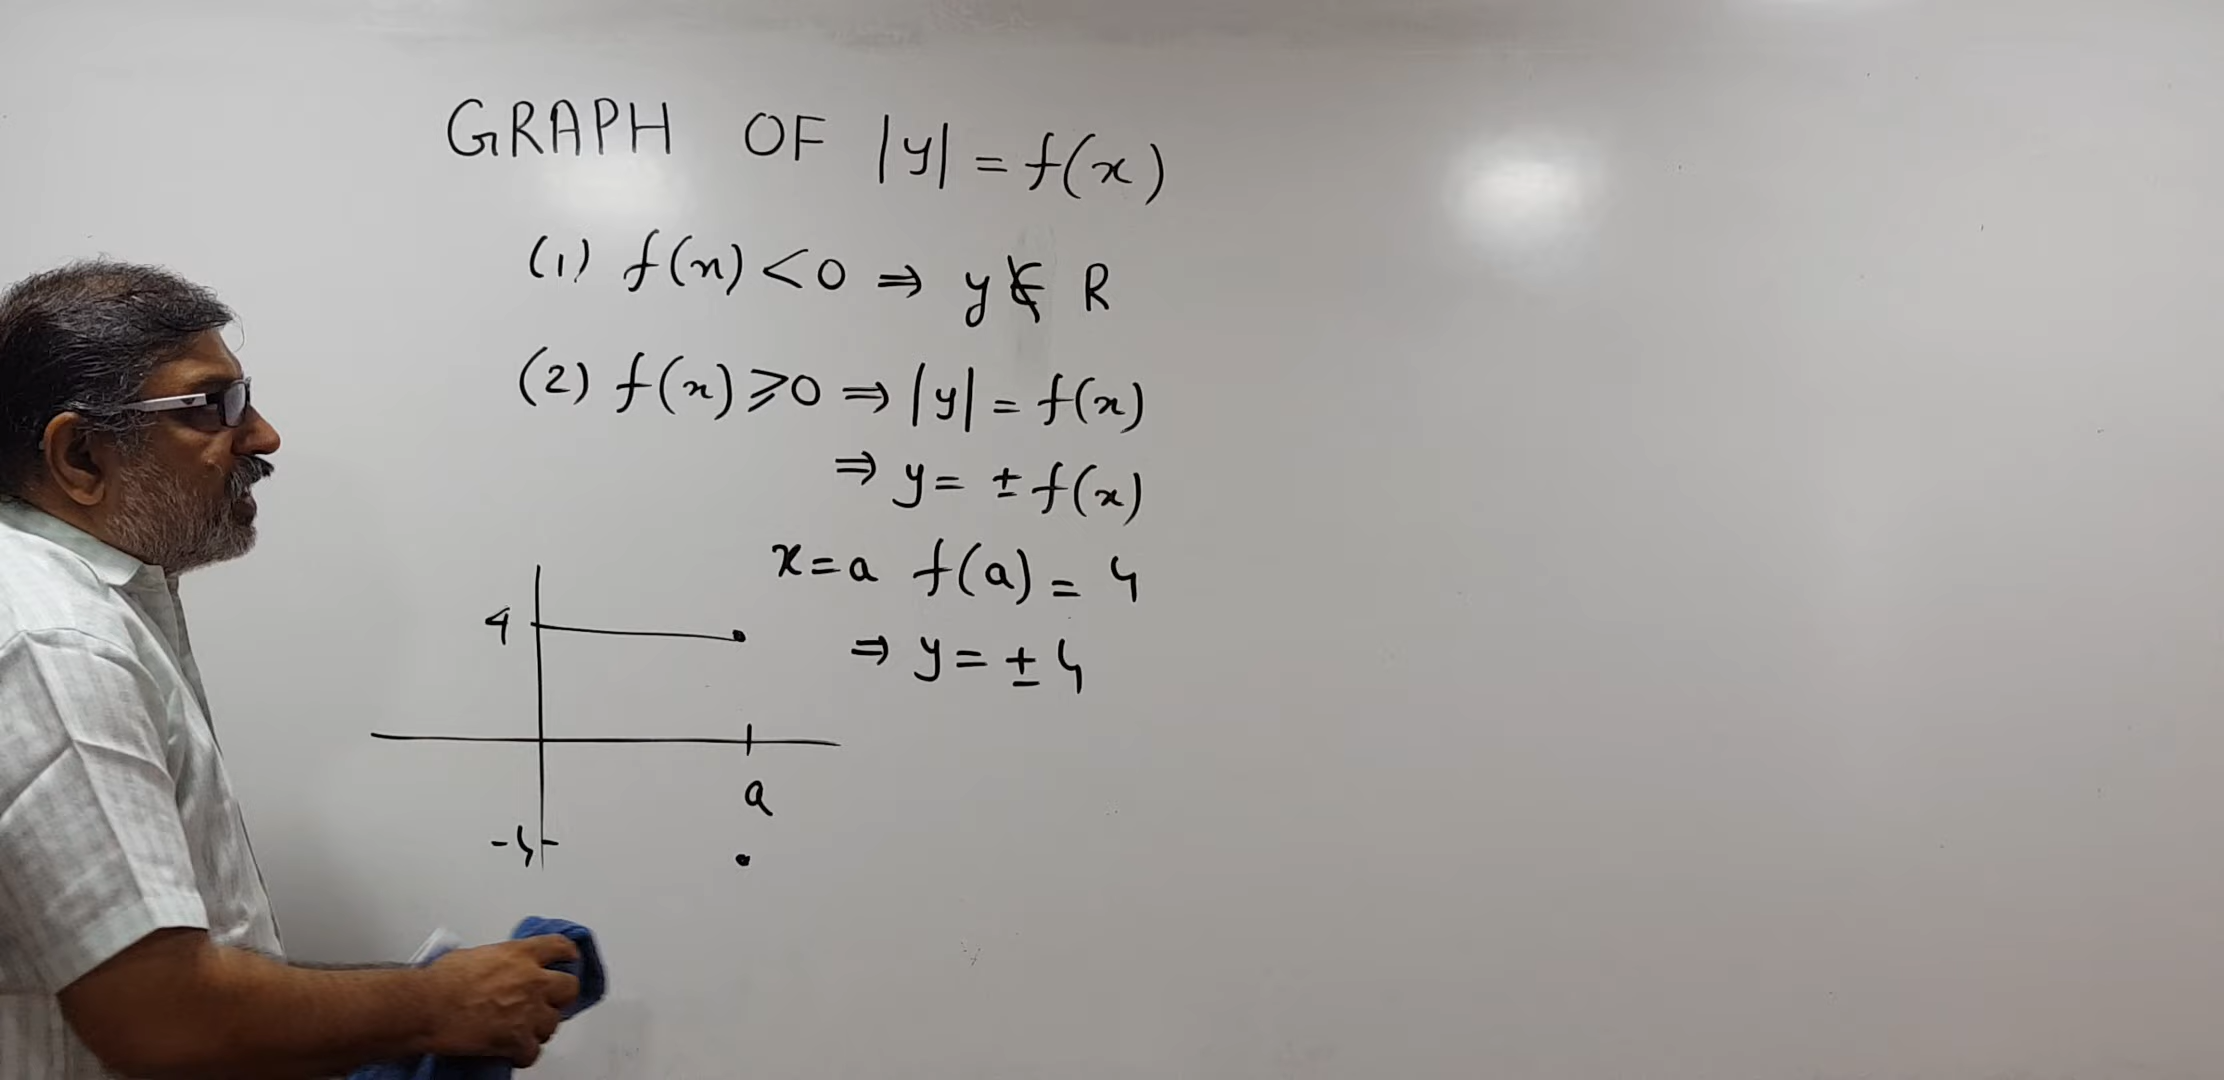 GRAPH OF |y| = f(x)
(1) f(x) < 0 ⇒ y ∉ R
(2) f(x) ≥ 0 ⇒ |y| = f(x)
⇒ y = ± f(x)
x = a f(a) = 4
⇒ y = ± 4
4
a
-4